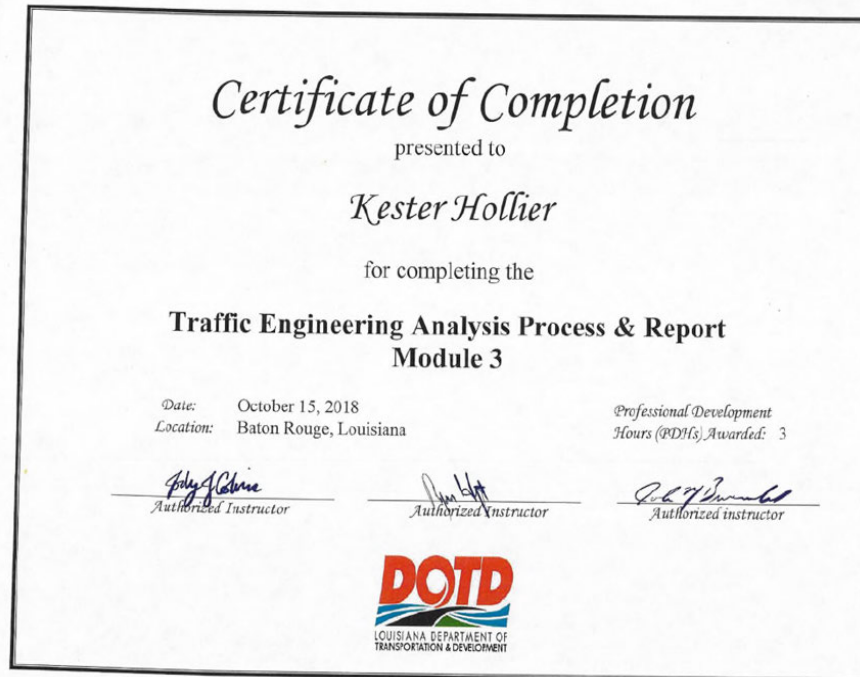 Certificate of Completion
presented to
Kester Hollier
for completing the
Traffic Engineering Analysis Process & Report
Module 3
Date: October 15, 2018
Location: Baton Rouge, Louisiana
Professional Development
Hours (PDHs) Awarded: 3
Authorized Instructor
Authorized Instructor
Authorized instructor
DOTD
LOUISIANA DEPARTMENT OF
TRANSPORTATION & DEVELOPMENT